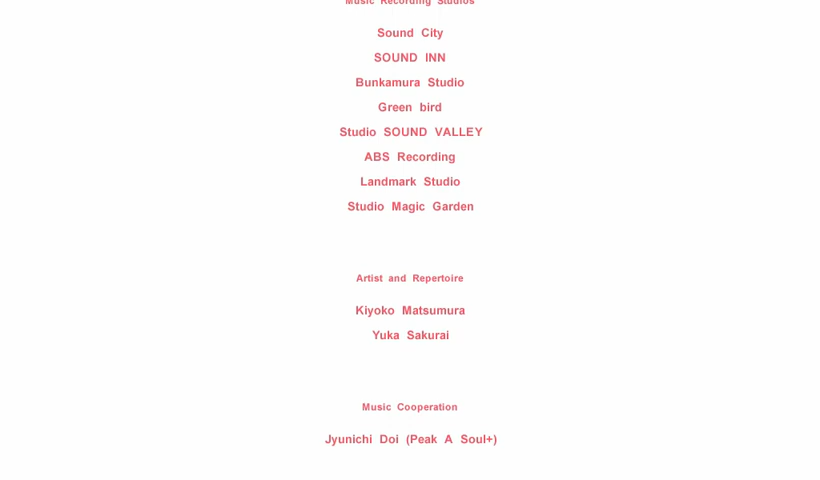 Music Recording Studios
Sound City
SOUND INN
Bunkamura Studio
Green bird
Studio SOUND VALLEY
ABS Recording
Landmark Studio
Studio Magic Garden
Artist and Repertoire
Kiyoko Matsumura
Yuka Sakurai
Music Cooperation
Jyunichi Doi (Peak A Soul+)